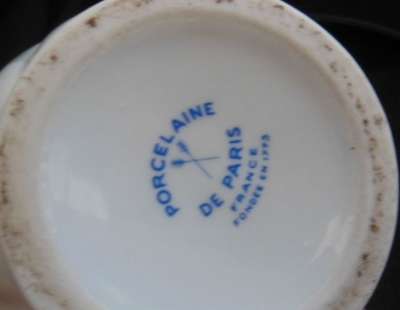 PORCELAINE
DE PARIS
FRANCE
FONDÉE EN 1773